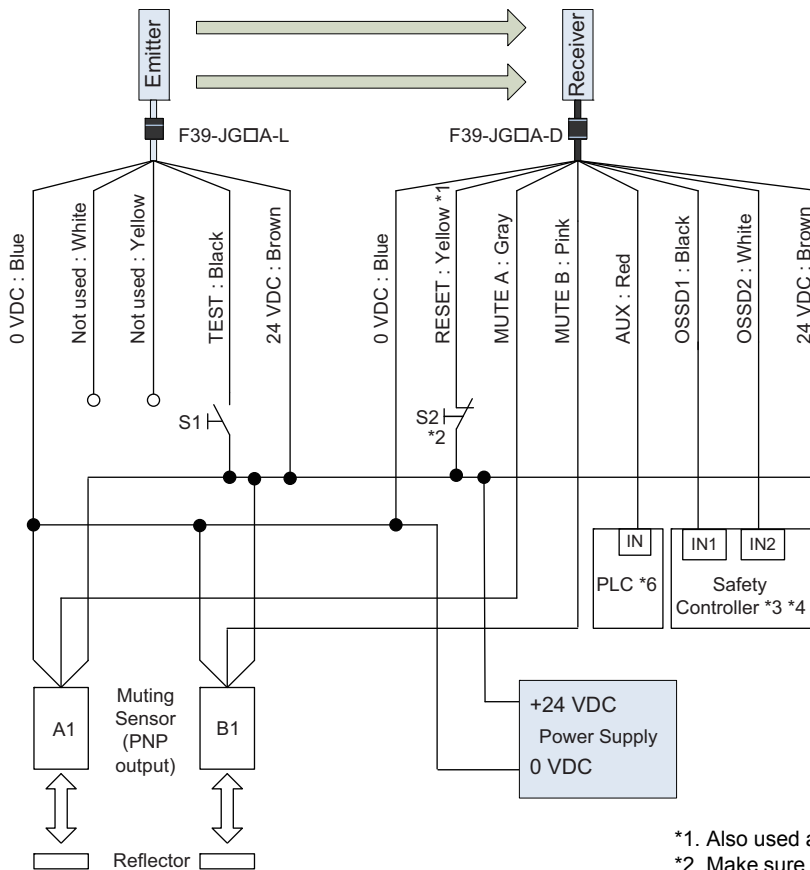 Emitter
Receiver
F39-JG□A-L
F39-JG□A-D
0 VDC : Blue
Not used : White
Not used : Yellow
TEST : Black
24 VDC : Brown
0 VDC : Blue
RESET : Yellow *1
MUTE A : Gray
MUTE B : Pink
AUX : Red
OSSD1 : Black
OSSD2 : White
24 VDC : Brown
S1
S2
*2
IN
IN1
IN2
PLC *6
Safety
Controller *3 *4
A1
Muting
Sensor
(PNP
output)
B1
+24 VDC
Power Supply
0 VDC
Reflector
*1. Also used a
*2. Make sure